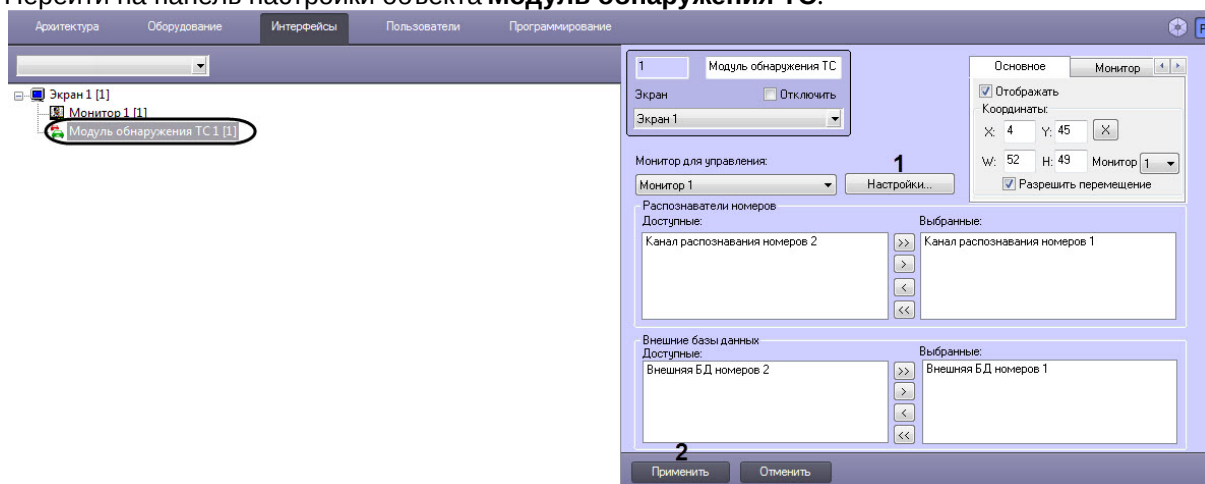 Перейти на панель настройки объекта Модуль обнаружения ТС.
Архитектура Оборудование Интерфейсы Пользователи Программирование
Экран 1 [1]
Монитор 1 [1]
Модуль обнаружения ТС 1 [1]
1 Модуль обнаружения ТС
Экран Отключить
Экран 1
Основное Монитор
Отображать
Координаты:
X: 4 Y: 45 X
W: 52 H: 49 Монитор 1
Разрешить перемещение
Монитор для управления:
1
Монитор 1 Настройки...
Распознаватели номеров
Доступные: Выбранные:
Канал распознавания номеров 2 >> Канал распознавания номеров 1
>
<
<<
Внешние базы данных
Доступные: Выбранные:
Внешняя БД номеров 2 >> Внешняя БД номеров 1
>
<
<<
2
Применить Отменить